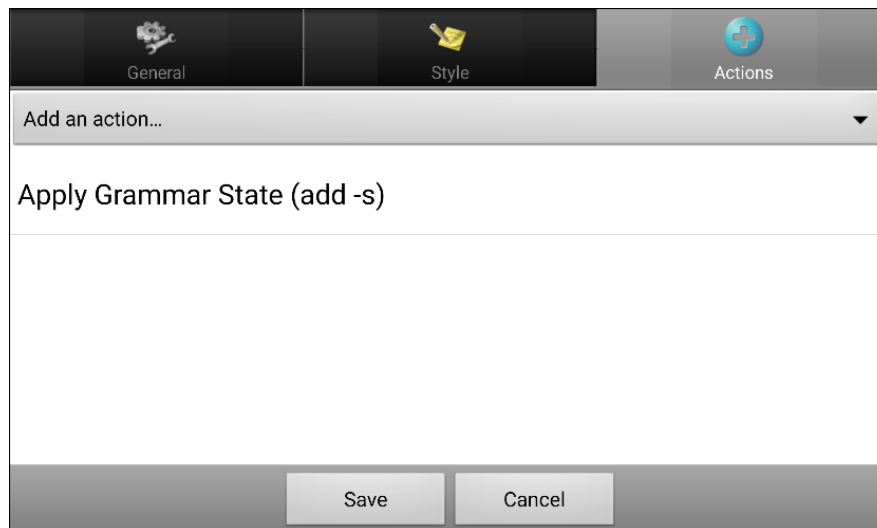 General
Style
Actions
Add an action...
Apply Grammar State (add -s)
Save
Cancel